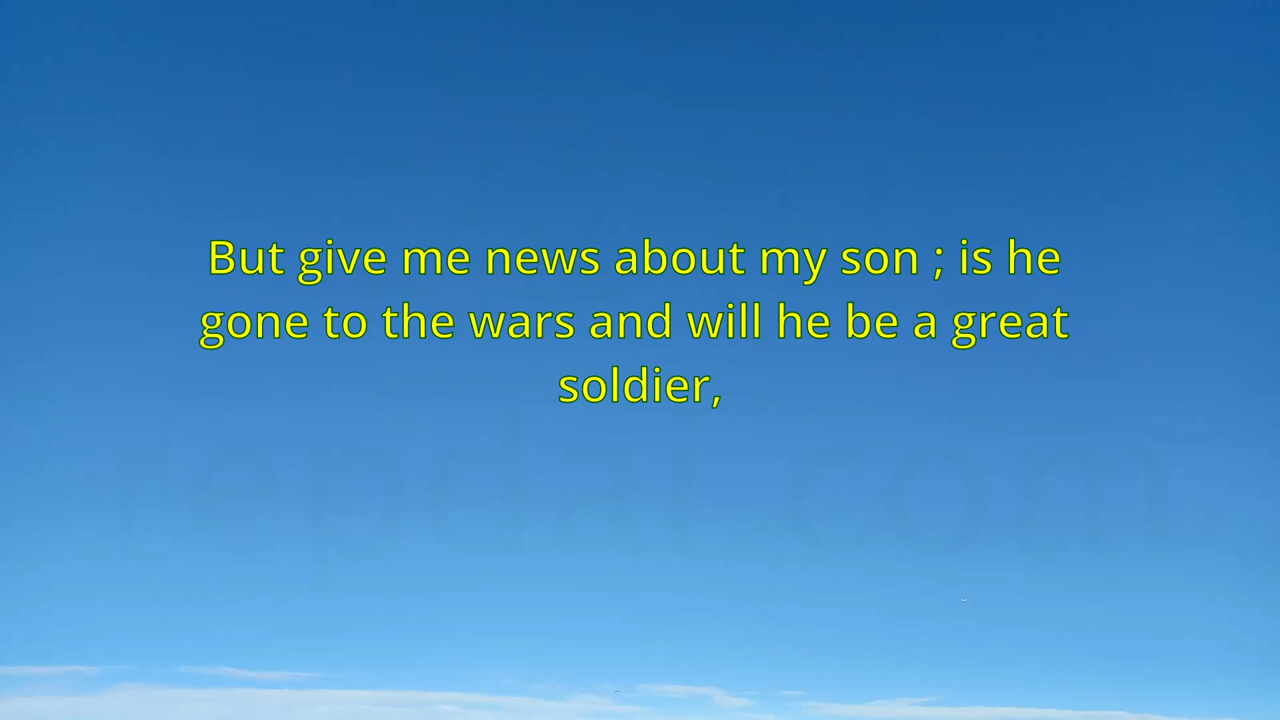 But give me news about my son ; is he
gone to the wars and will he be a great
soldier,